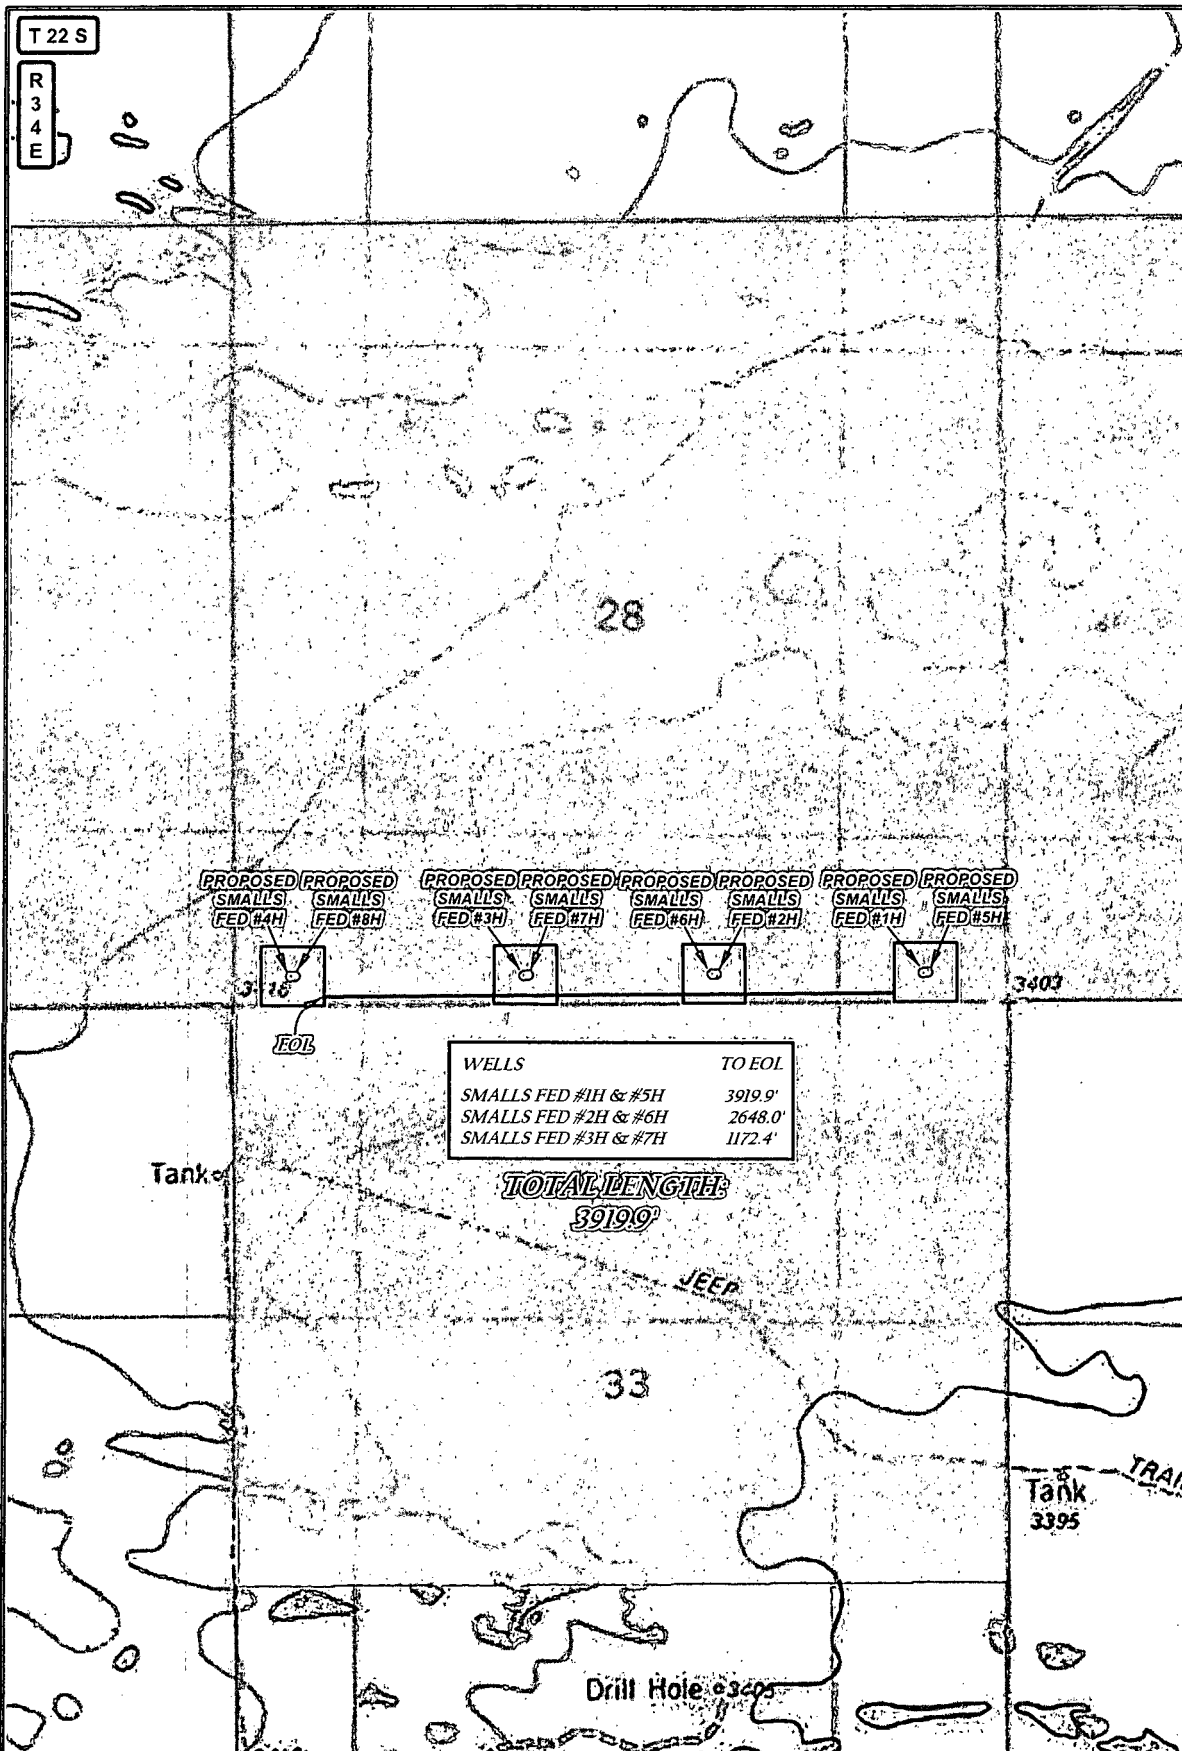 T 22 S
R
3
4
E
28
PROPOSED SMALLS FED #4H
PROPOSED SMALLS FED #8H
PROPOSED SMALLS FED #3H
PROPOSED SMALLS FED #7H
PROPOSED SMALLS FED #6H
PROPOSED SMALLS FED #2H
PROPOSED SMALLS FED #1H
PROPOSED SMALLS FED #5H
3403
EOL
WELLS TO EOL
SMALLS FED #1H & #5H 3919.9'
SMALLS FED #2H & #6H 2648.0'
SMALLS FED #3H & #7H 1172.4'
Tank
TOTAL LENGTH:
3919.9'
JEEP
33
Tank
3395
Drill Hole